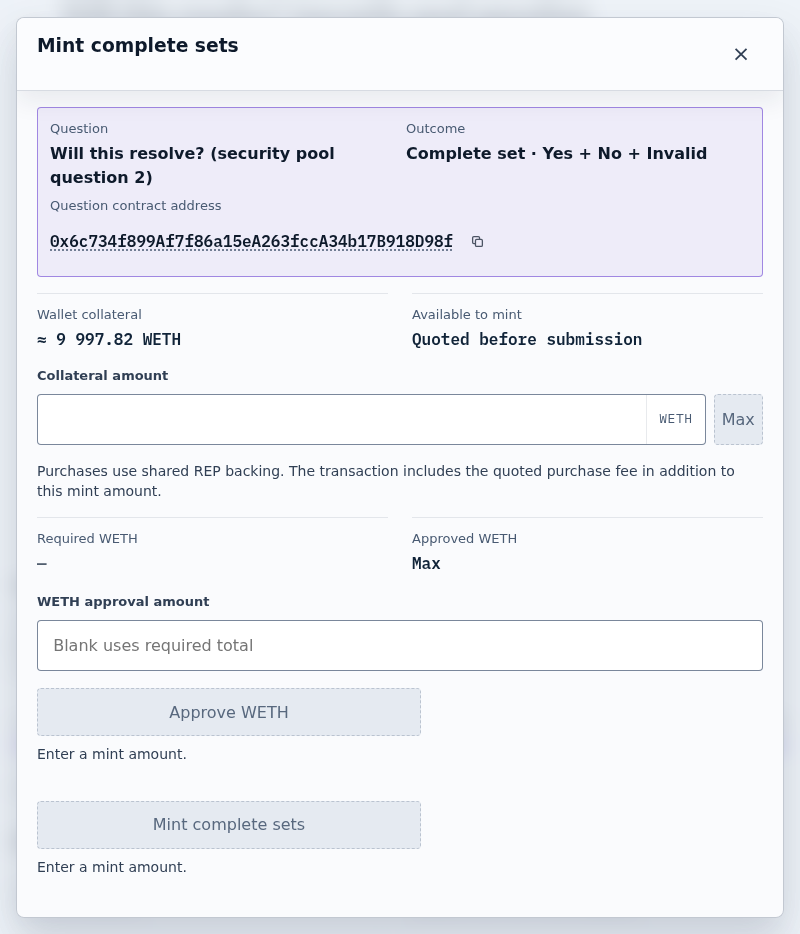 Mint complete sets
Question
Will this resolve? (security pool
question 2)
Outcome
Complete set · Yes + No + Invalid
Question contract address
0x6c734f899Af7f86a15eA263fccA34b17B918D98f
Wallet collateral
≈ 9 997.82 WETH
Available to mint
Quoted before submission
Collateral amount
WETH
Max
Purchases use shared REP backing. The transaction includes the quoted purchase fee in addition to
this mint amount.
Required WETH
—
Approved WETH
Max
WETH approval amount
Blank uses required total
Approve WETH
Enter a mint amount.
Mint complete sets
Enter a mint amount.